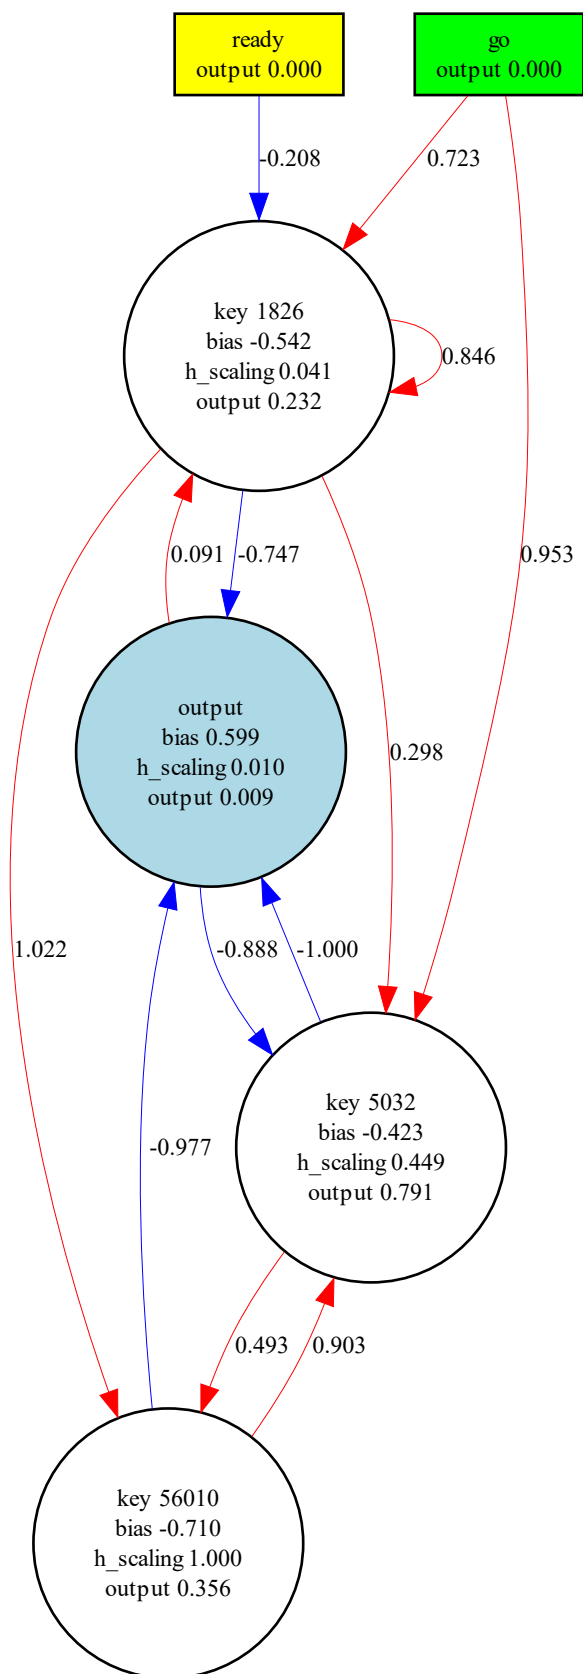 ready
output 0.000
go
output 0.000
-0.208
0.723
key 1826
bias -0.542
h_scaling 0.041
output 0.232
0.846
0.091
-0.747
0.953
output
bias 0.599
h_scaling 0.010
output 0.009
0.298
1.022
-0.888
-1.000
key 5032
bias -0.423
h_scaling 0.449
output 0.791
-0.977
0.493
0.903
key 56010
bias -0.710
h_scaling 1.000
output 0.356